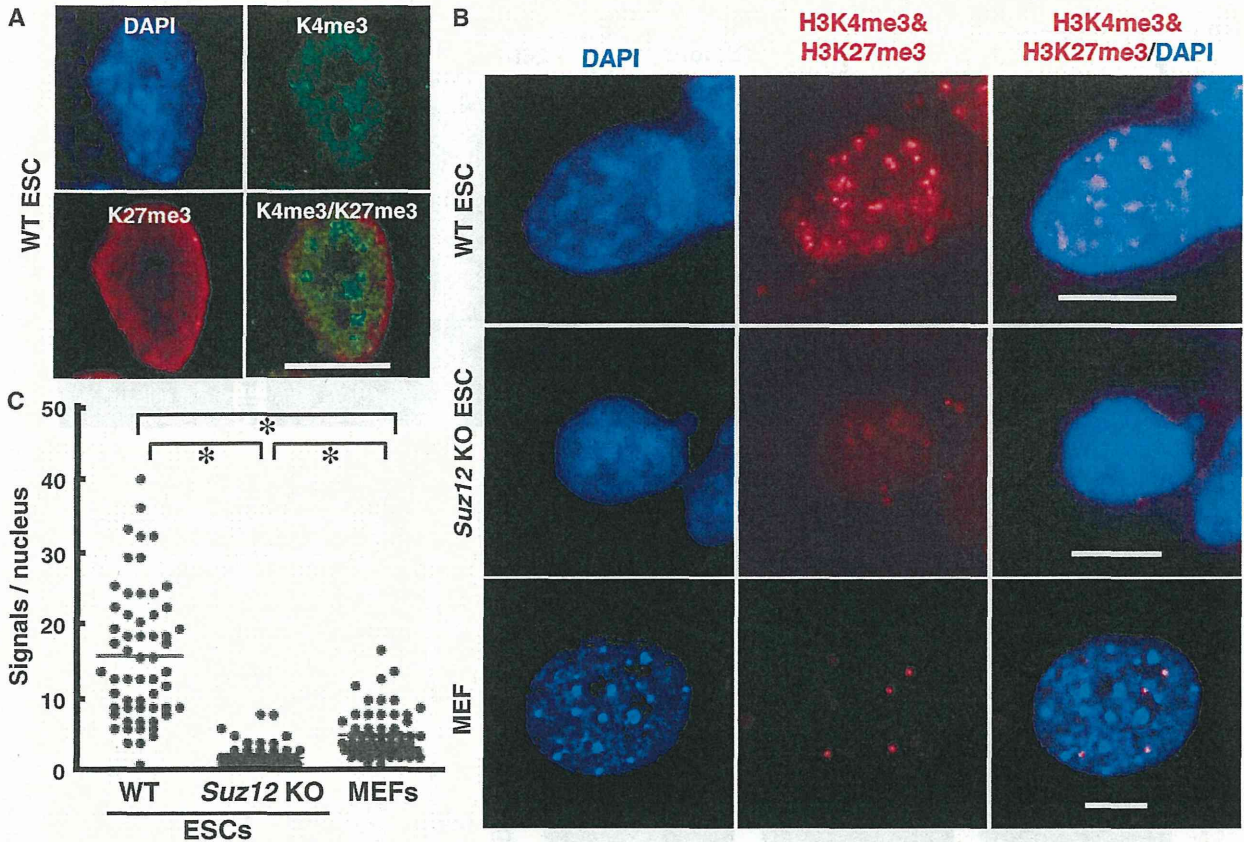 A
DAPI
K4me3
K27me3
K4me3/K27me3
WT ESC
B
DAPI
H3K4me3&
H3K27me3
H3K4me3&
H3K27me3/DAPI
WT ESC
Suz12 KO ESC
MEF
C
Signals / nucleus
50
40
30
20
10
0
*
*
*
WT
Suz12 KO
MEFs
ESCs